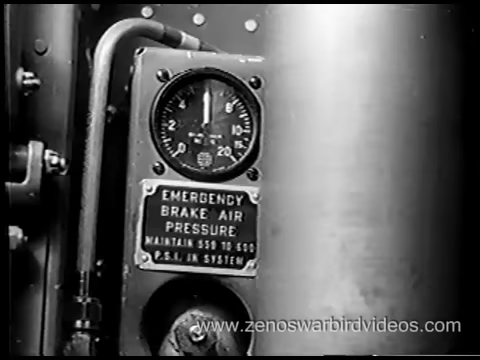 4 8
2 10
15
0 20
EMERGENCY
BRAKE AIR
PRESSURE
MAINTAIN 550 TO 600
P.S.I. IN SYSTEM
www.zenoswarbirdvideos.com